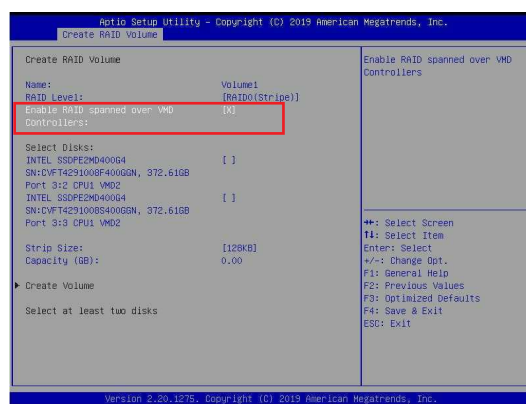 Aptio Setup Utility – Copyright (C) 2019 American Megatrends, Inc.
Create RAID Volume
Create RAID Volume
Name: Volume1
RAID Level: [RAID0(Stripe)]
Enable RAID spanned over VMD [X]
Controllers:
Select Disks:
INTEL SSDPE2MD400G4 [ ]
SN:CVFT4291008F400GGN, 372.61GB
Port 3:2 CPU1 VMD2
INTEL SSDPE2MD400G4 [ ]
SN:CVFT4291008S400GGN, 372.61GB
Port 3:3 CPU1 VMD2
Strip Size: [128KB]
Capacity (GB): 0.00
Create Volume
Select at least two disks
Enable RAID spanned over VMD
Controllers
→←: Select Screen
↑↓: Select Item
Enter: Select
+/-: Change Opt.
F1: General Help
F2: Previous Values
F3: Optimized Defaults
F4: Save & Exit
ESC: Exit
Version 2.20.1275. Copyright (C) 2019 American Megatrends, Inc.